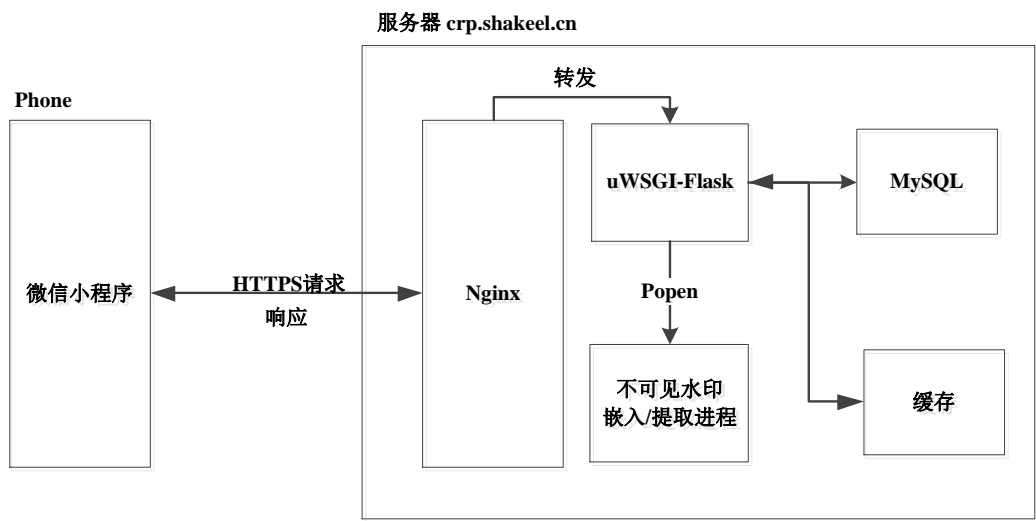 服务器 crp.shakeel.cn
转发
Phone
uWSGI-Flask
MySQL
HTTPS请求
响应
微信小程序
Nginx
Popen
不可见水印
嵌入/提取进程
缓存